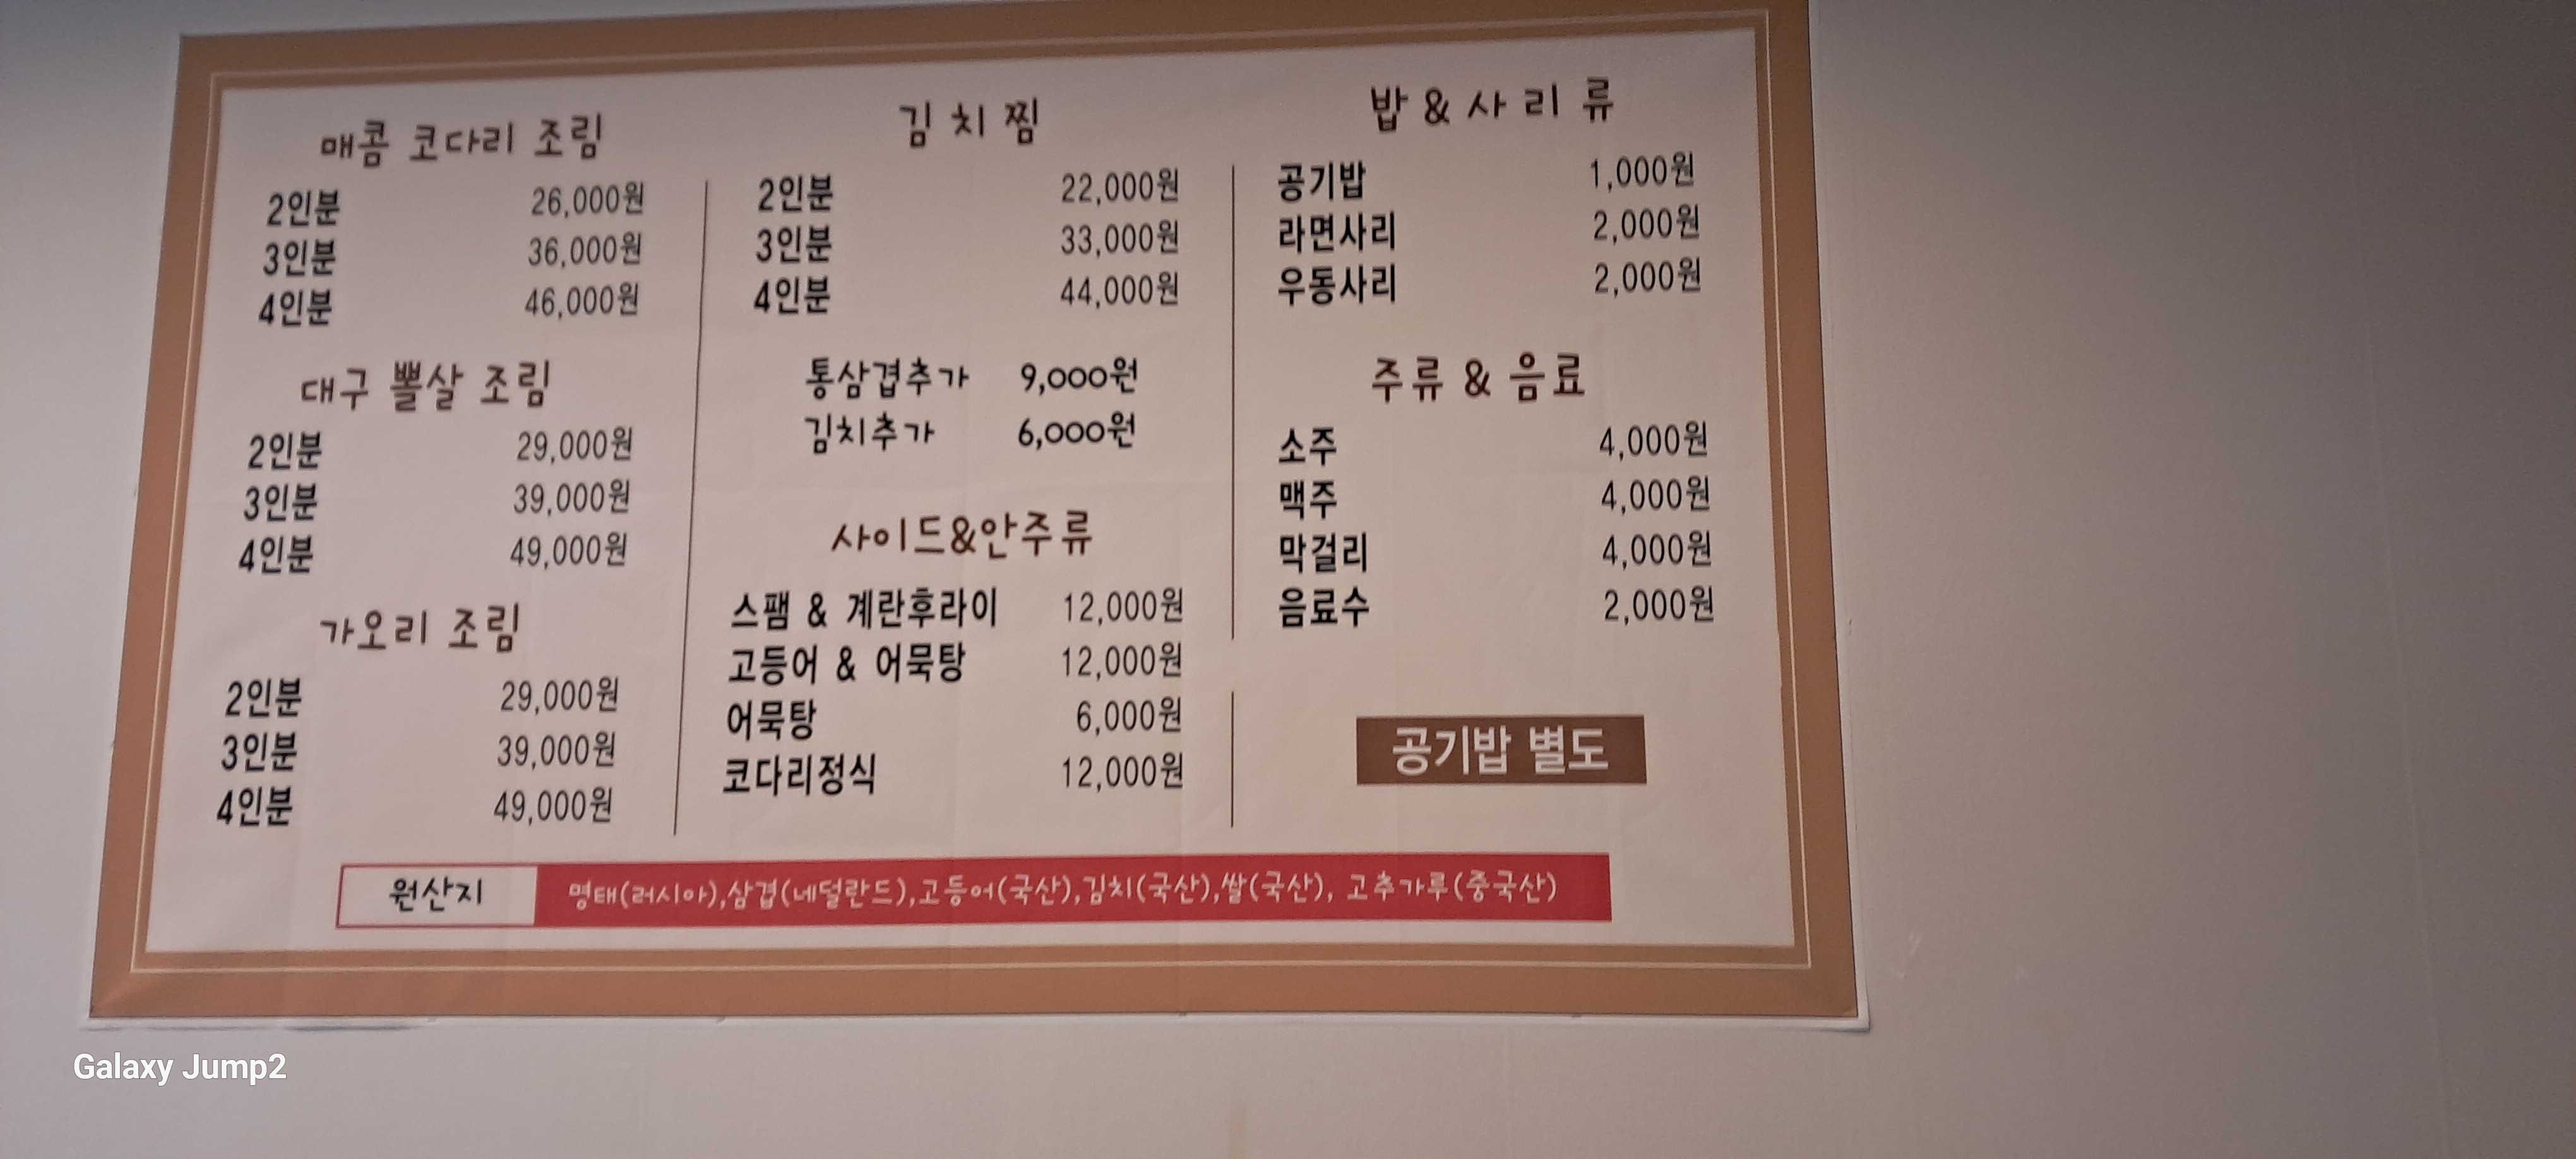 매콤 코다리 조림
2인분 26,000원
3인분 36,000원
4인분 46,000원
대구 뽈살 조림
2인분 29,000원
3인분 39,000원
4인분 49,000원
가오리 조림
2인분 29,000원
3인분 39,000원
4인분 49,000원
김치찜
2인분 22,000원
3인분 33,000원
4인분 44,000원
통삼겹추가 9,000원
김치추가 6,000원
사이드&안주류
스팸 & 계란후라이 12,000원
고등어 & 어묵탕 12,000원
어묵탕 6,000원
코다리정식 12,000원
밥&사리류
공기밥 1,000원
라면사리 2,000원
우동사리 2,000원
주류&음료
소주 4,000원
맥주 4,000원
막걸리 4,000원
음료수 2,000원
공기밥 별도
원산지 명태(러시아),삼겹(네덜란드),고등어(국산),김치(국산),쌀(국산), 고추가루(중국산)
Galaxy Jump2